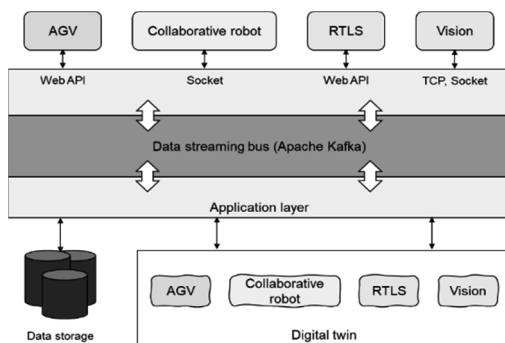 AGV
Collaborative robot
RTLS
Vision
Web API
Socket
Web API
TCP, Socket
Data streaming bus (Apache Kafka)
Application layer
AGV
Collaborative
robot
RTLS
Vision
Data storage
Digital twin